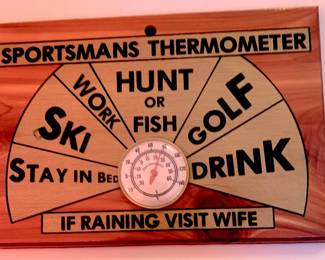 SPORTSMANS THERMOMETER
STAY IN BED
SKI
WORK
HUNT
OR
FISH
GOLF
DRINK
IF RAINING VISIT WIFE